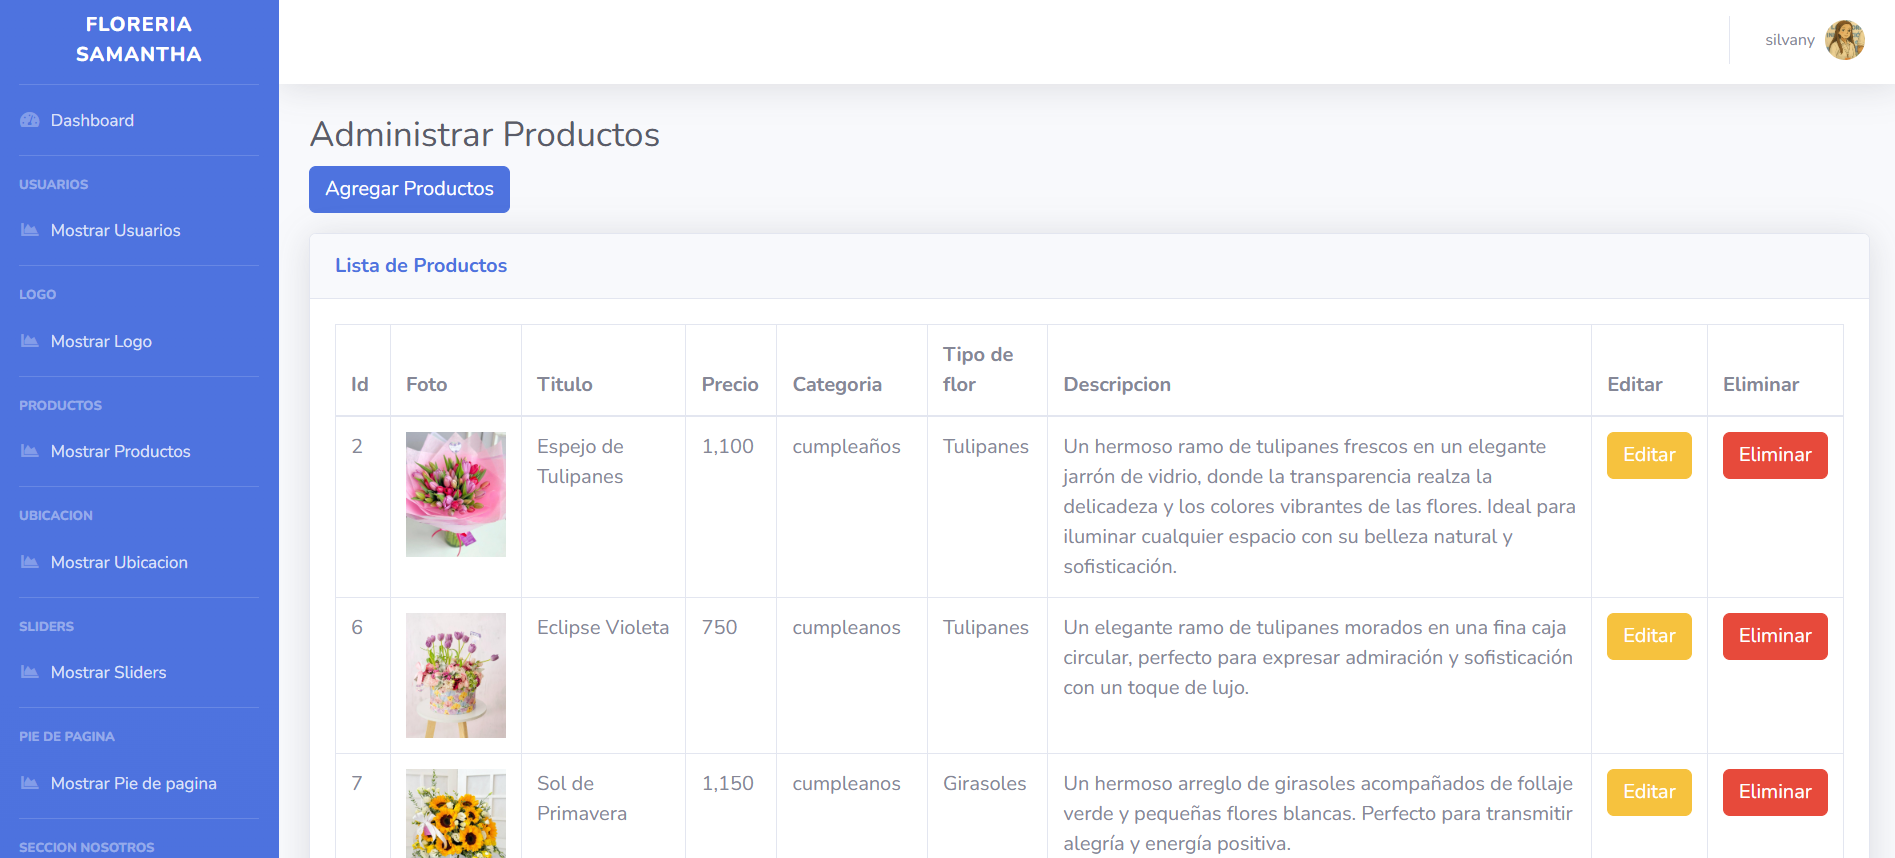 FLORERIA
SAMANTHA
silvany
Dashboard
USUARIOS
Mostrar Usuarios
LOGO
Mostrar Logo
PRODUCTOS
Mostrar Productos
UBICACION
Mostrar Ubicacion
SLIDERS
Mostrar Sliders
PIE DE PAGINA
Mostrar Pie de pagina
SECCION NOSOTROS
Administrar Productos
Agregar Productos
Lista de Productos
Id Foto Titulo Precio Categoria Tipo de flor Descripcion Editar Eliminar
2 Espejo de Tulipanes 1,100 cumpleaños Tulipanes Un hermoso ramo de tulipanes frescos en un elegante
jarrón de vidrio, donde la transparencia realza la
delicadeza y los colores vibrantes de las flores. Ideal para
iluminar cualquier espacio con su belleza natural y
sofisticación.
Editar Eliminar
6 Eclipse Violeta 750 cumpleanos Tulipanes Un elegante ramo de tulipanes morados en una fina caja
circular, perfecto para expresar admiración y sofisticación
con un toque de lujo.
Editar Eliminar
7 Sol de Primavera 1,150 cumpleanos Girasoles Un hermoso arreglo de girasoles acompañados de follaje
verde y pequeñas flores blancas. Perfecto para transmitir
alegría y energía positiva.
Editar Eliminar